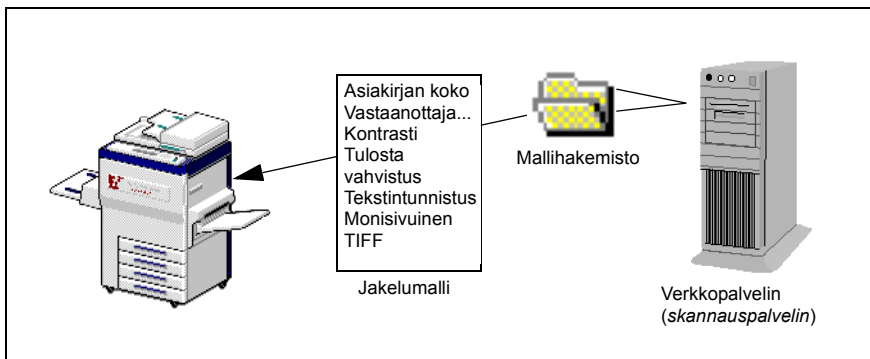 Asiakirjan koko
Vastaanottaja...
Kontrasti
Tulosta
vahvistus
Tekstintunnistus
Monisivuinen
TIFF
Jakelumalli
Mallihakemisto
Verkkopalvelin
(skannauspalvelin)